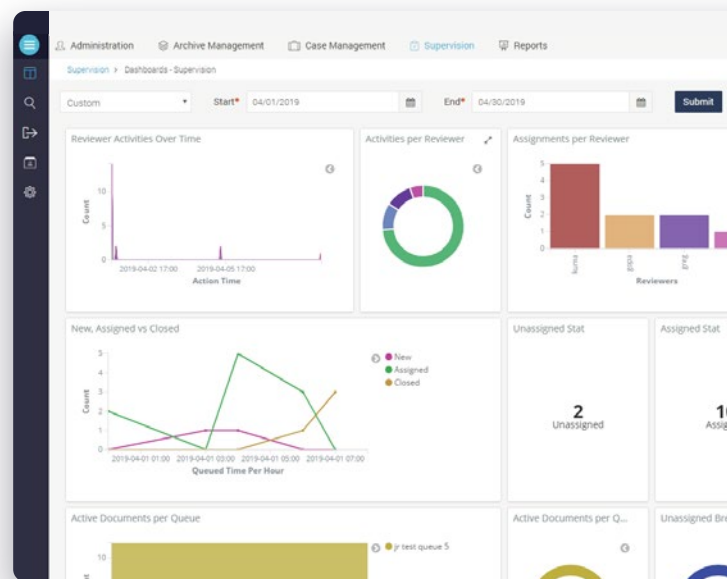 Administration
Archive Management
Case Management
Supervision
Reports
Supervision > Dashboards - Supervision
Custom
Start* 04/01/2019
End* 04/30/2019
Submit
Reviewer Activities Over Time
Count
10
5
0
2019-04-02 17:00 2019-04-05 17:00
Action Time
Activities per Reviewer
Assignments per Reviewer
Count
5
4
3
2
1
0
Reviewers
New, Assigned vs Closed
Count
5
4
3
2
1
0
2019-04-01 01:00 2019-04-01 03:00 2019-04-01 05:00 2019-04-01 07:00
Queued Time Per Hour
New
Assigned
Closed
Unassigned Stat
2
Unassigned
Assigned Stat
1
Assig
Active Documents per Queue
10
jr test queue 5
Active Documents per Q...
Unassigned Bre